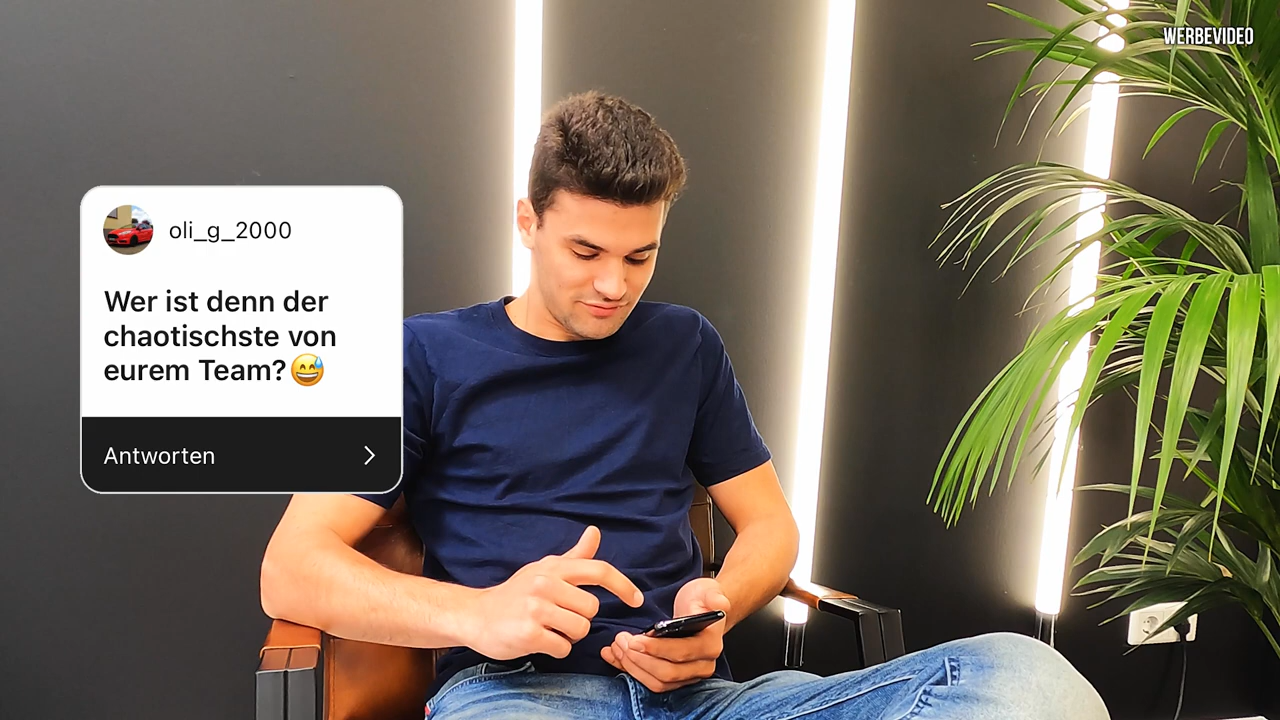 WERBEVIDEO
oli_g_2000
Wer ist denn der
chaotischste von
eurem Team?😅
Antworten